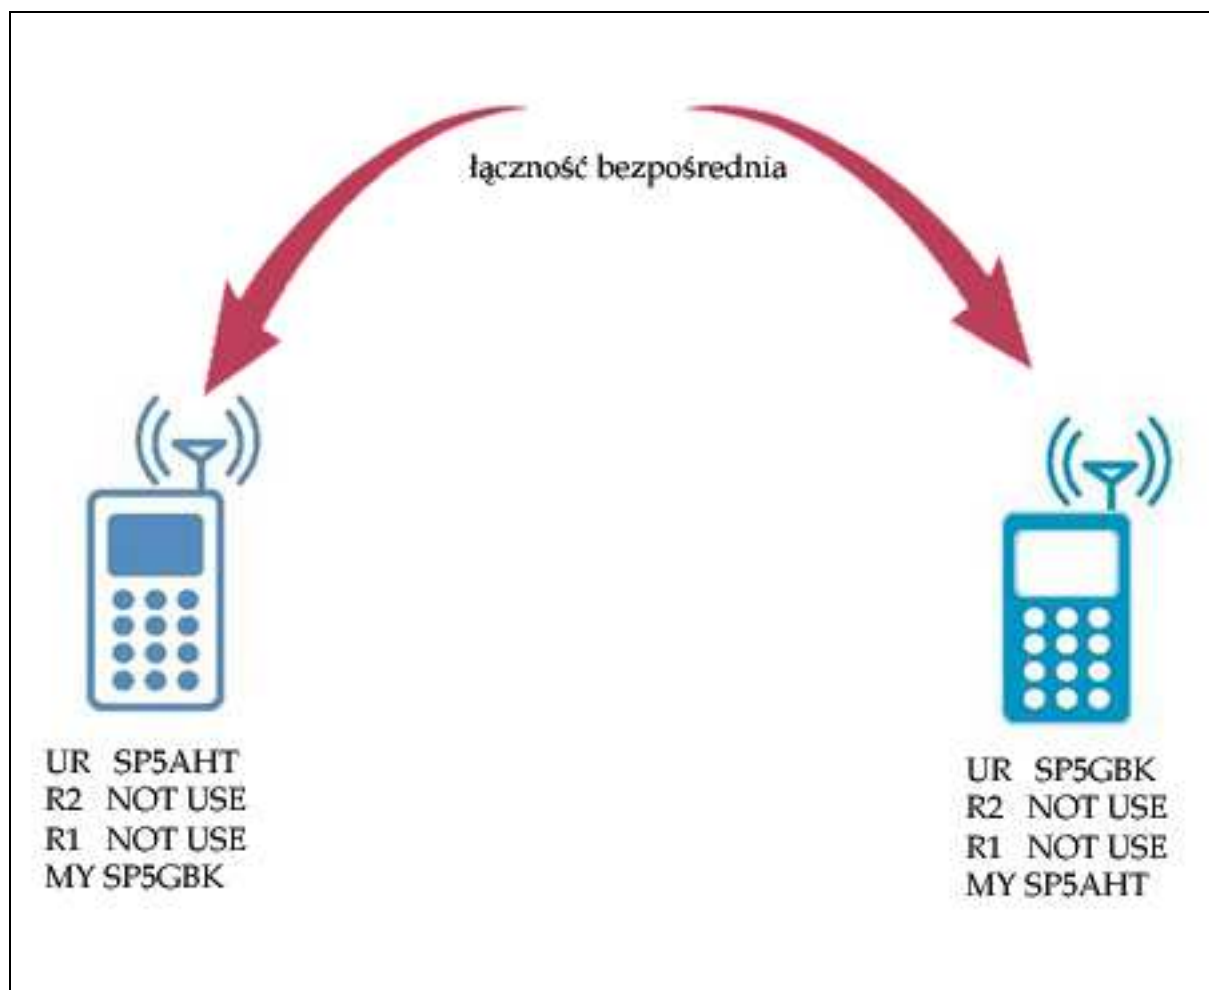 łączność bezpośrednia
UR SP5AHT
R2 NOT USE
R1 NOT USE
MY SP5GBK
UR SP5GBK
R2 NOT USE
R1 NOT USE
MY SP5AHT